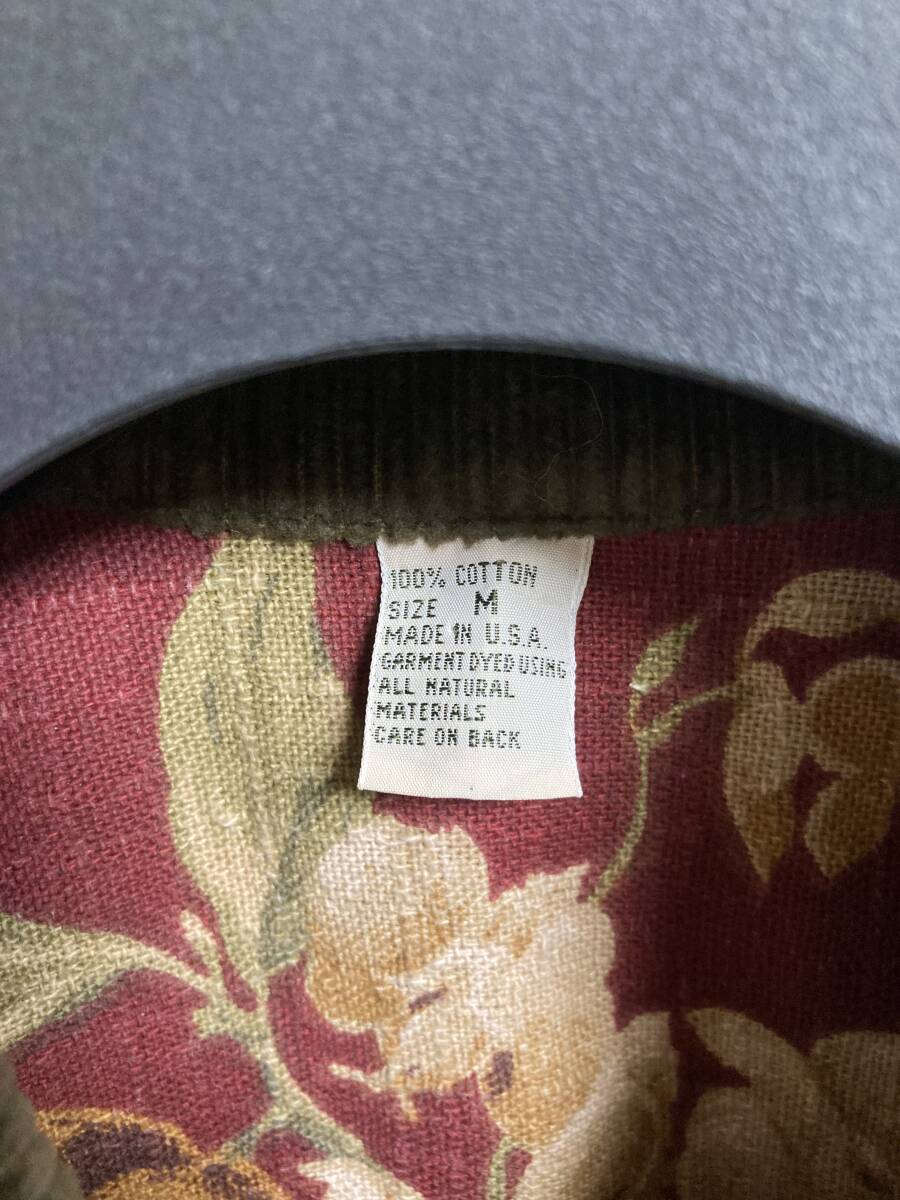 100% COTTON
SIZE M
MADE IN U.S.A.
GARMENT DYED USING
ALL NATURAL
MATERIALS
CARE ON BACK